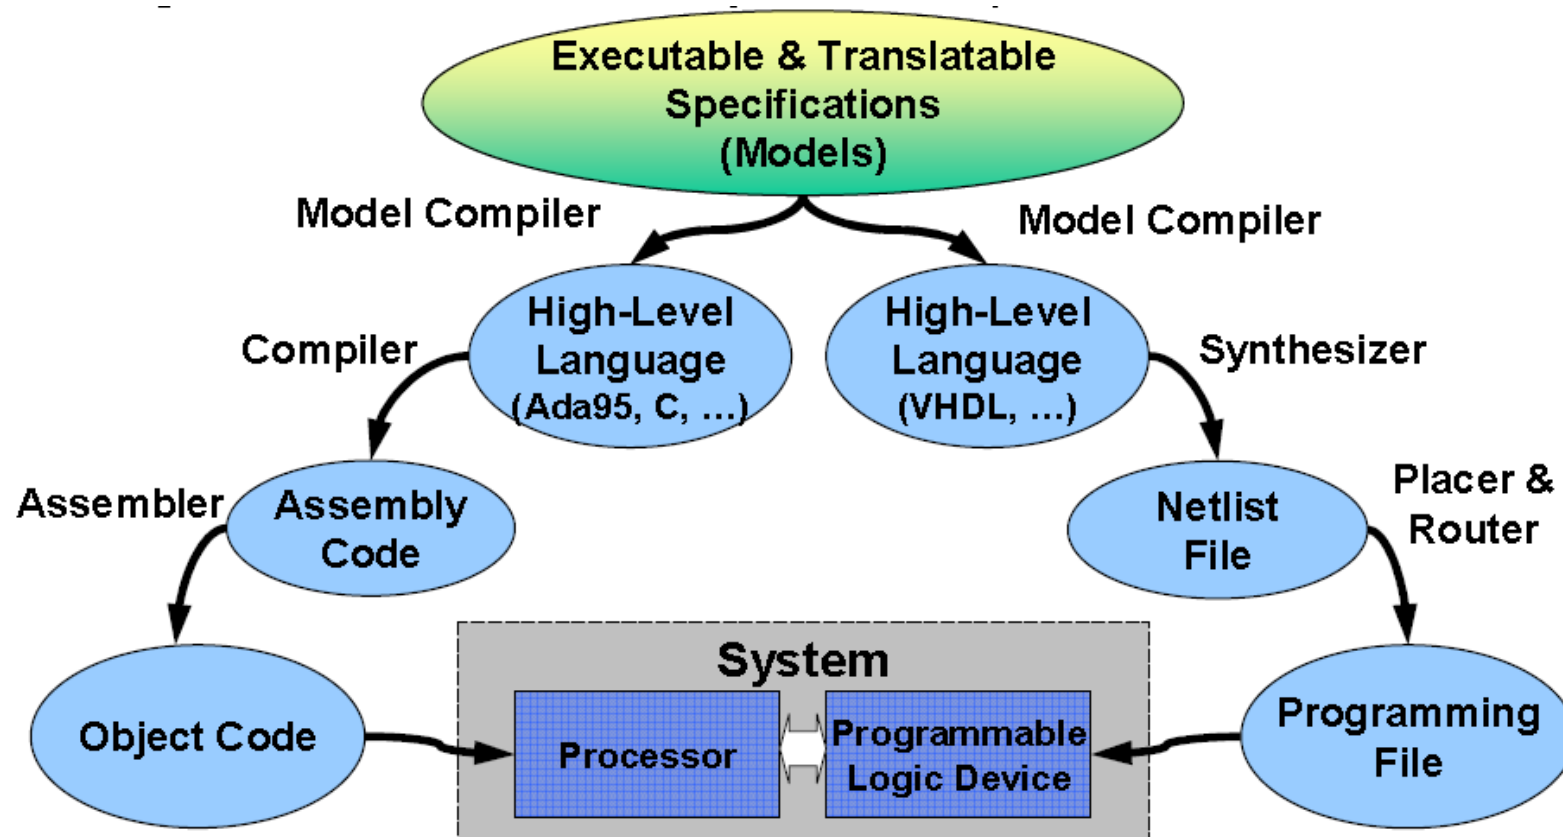 Executable & Translatable
Specifications
(Models)
Model Compiler
Model Compiler
High-Level
Language
(Ada95, C, ...)
High-Level
Language
(VHDL, ...)
Compiler
Synthesizer
Assembler
Assembly
Code
Netlist
File
Placer &
Router
System
Object Code
Processor
Programmable
Logic Device
Programming
File